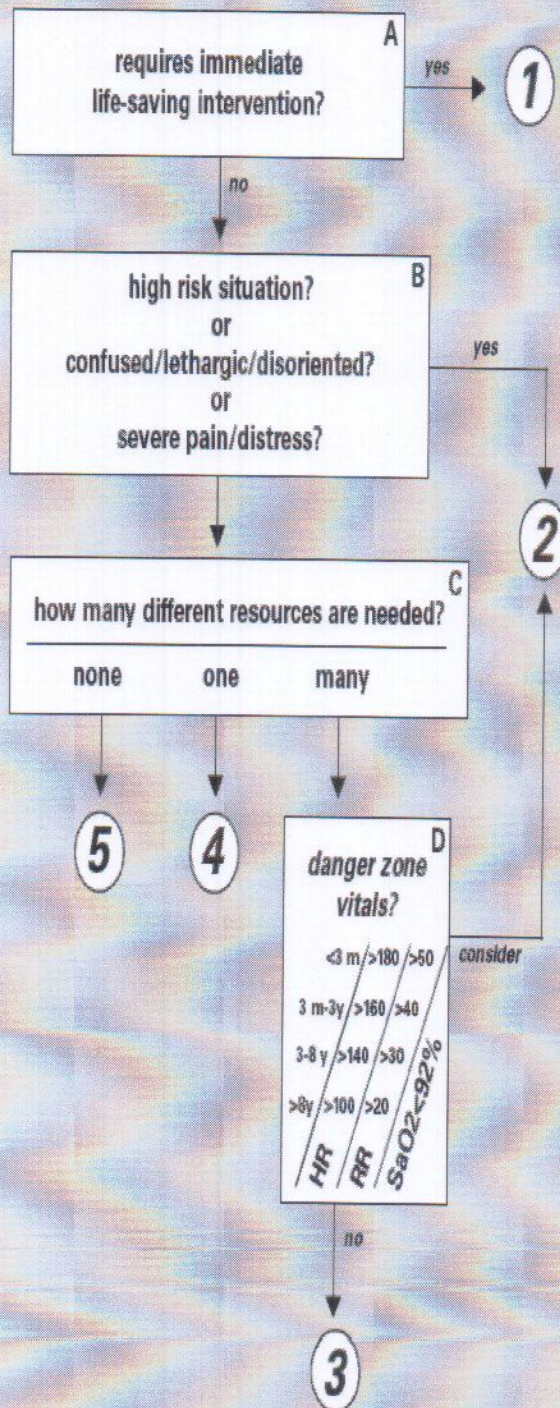 A
requires immediate
life-saving intervention?
yes
1
no
B
high risk situation?
or
confused/lethargic/disoriented?
or
severe pain/distress?
yes
2
C
how many different resources are needed?
none one many
5 4
D
danger zone
vitals?
<3 m/>180/>50
3 m-3y/>160/>40
3-8 y/>140/>30
>8y/>100/>20
HR RR SaO2<92%
consider
no
3